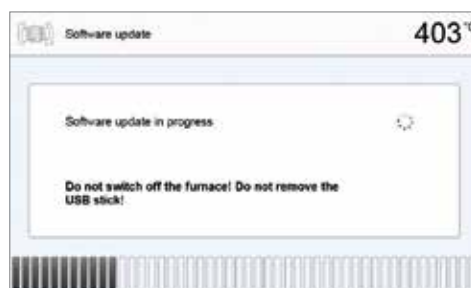 Software update
403 °C
Software update in progress
Do not switch off the furnace! Do not remove the
USB stick!